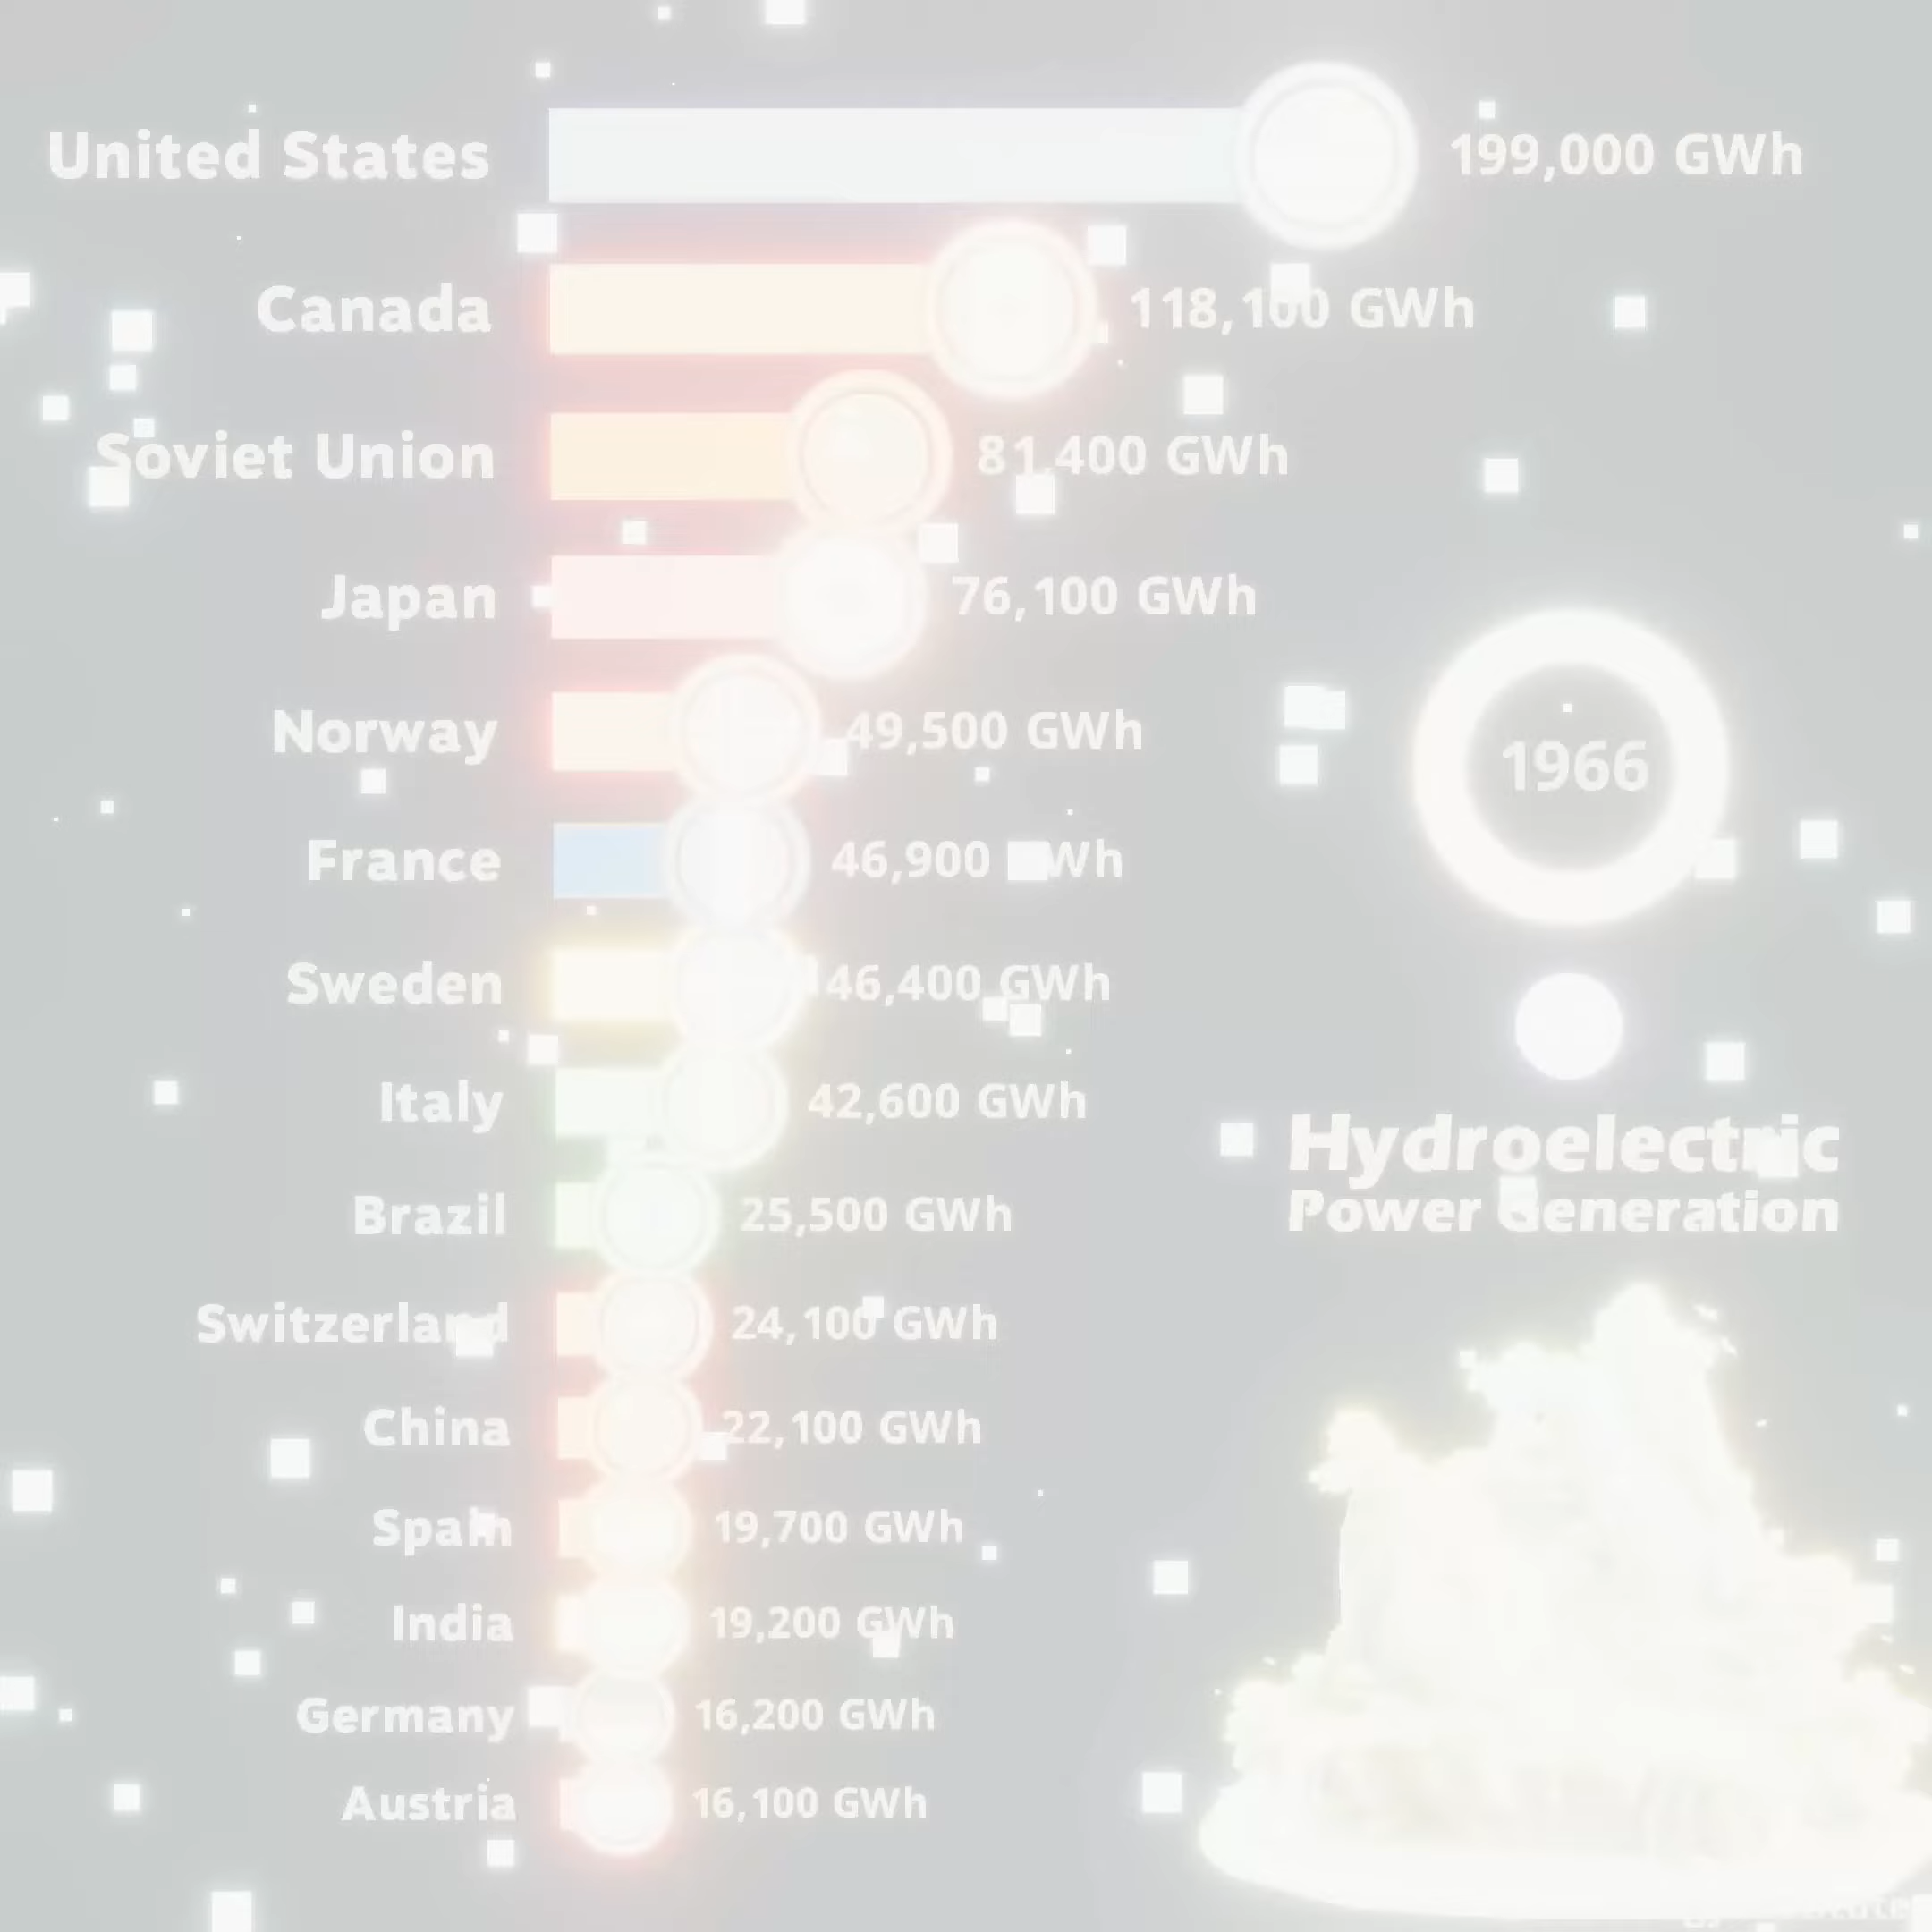 United States 199,000 GWh
Canada 118,100 GWh
Soviet Union 81,400 GWh
Japan 76,100 GWh
Norway 49,500 GWh
France 46,900 GWh
Sweden 46,400 GWh
Italy 42,600 GWh
Brazil 25,500 GWh
Switzerland 24,100 GWh
China 22,100 GWh
Spain 19,700 GWh
India 19,200 GWh
Germany 16,200 GWh
Austria 16,100 GWh
1966
Hydroelectric
Power Generation